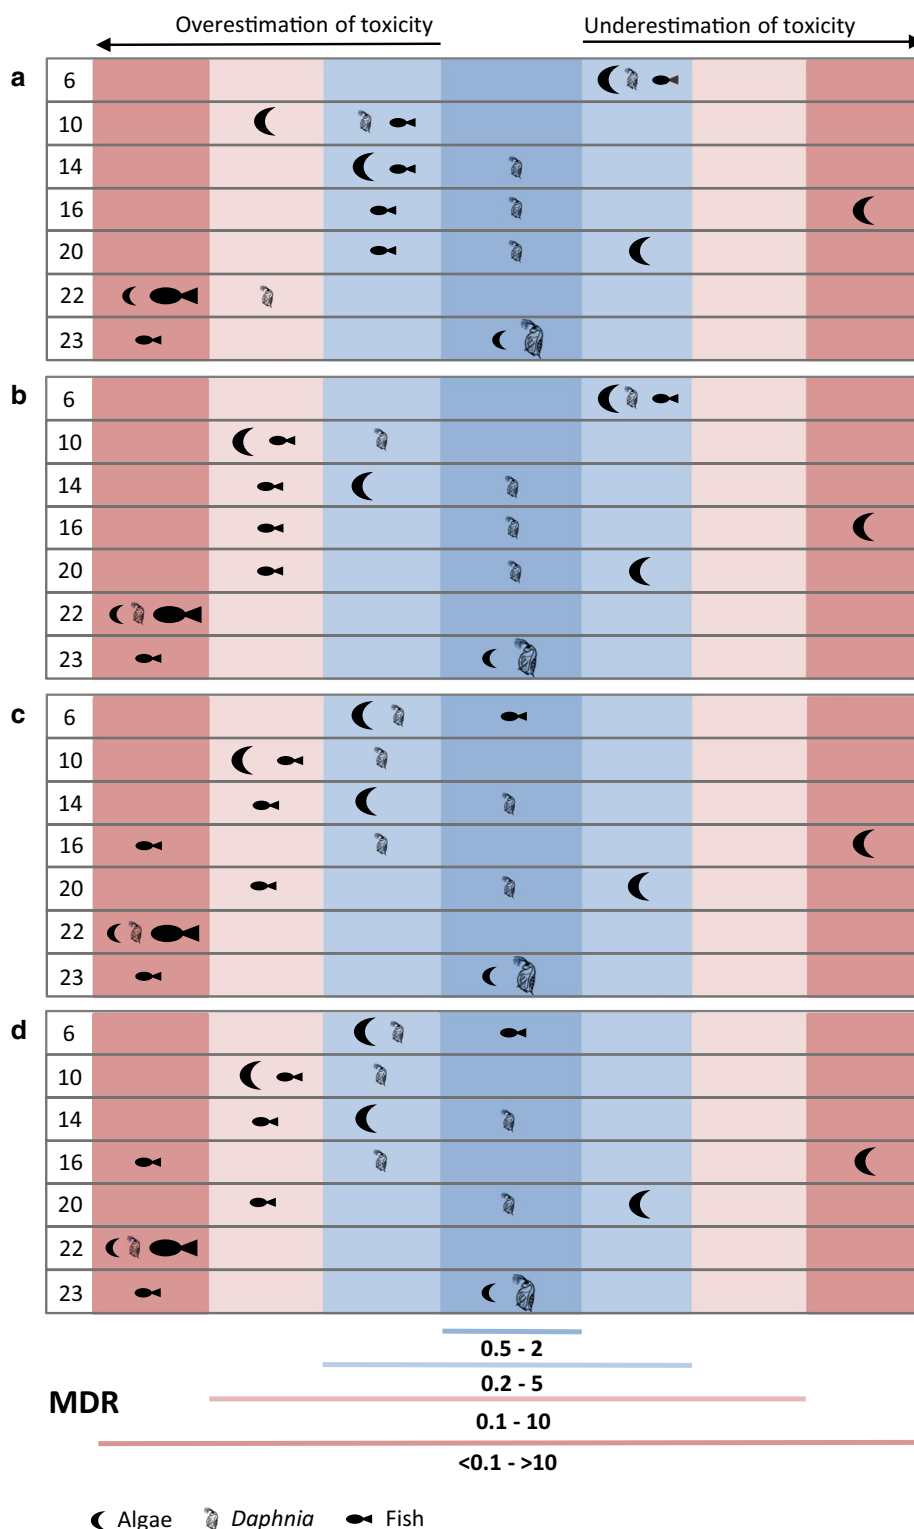 Overestimation of toxicity Underestimation of toxicity
a 6
10
14
16
20
22
23
b 6
10
14
16
20
22
23
c 6
10
14
16
20
22
23
d 6
10
14
16
20
22
23
0.5 - 2
0.2 - 5
MDR
0.1 - 10
<0.1 - >10
Algae Daphnia Fish